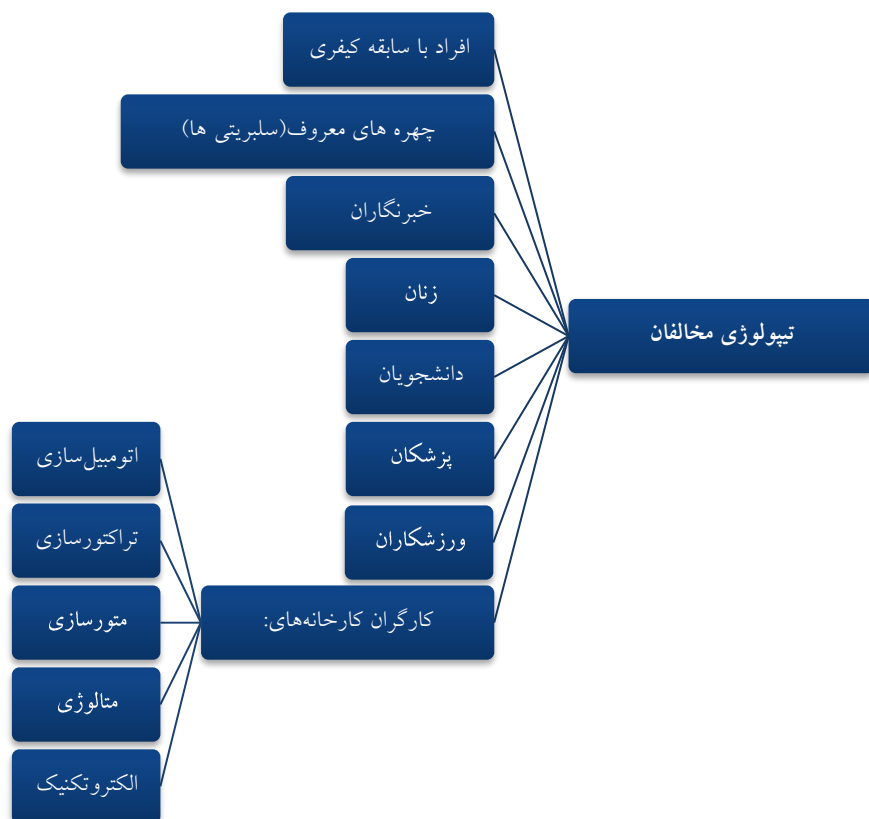 تیپولوژی مخالفان
افراد با سابقه کیفری
چهره های معروف(سلبریتی ها)
خبرنگاران
زنان
دانشجویان
پزشکان
ورزشکاران
کارگران کارخانه‌های:
اتومبیل‌سازی
تراکتورسازی
متورسازی
متالوژی
الکتروتکنیک